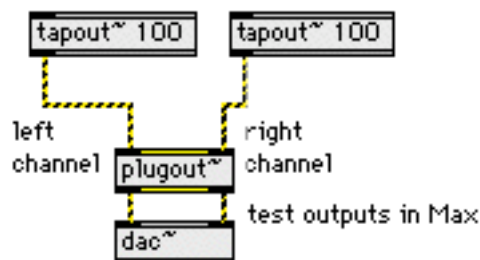 tapout~ 100
tapout~ 100
left
channel
right
channel
plugout~
test outputs in Max
dac~